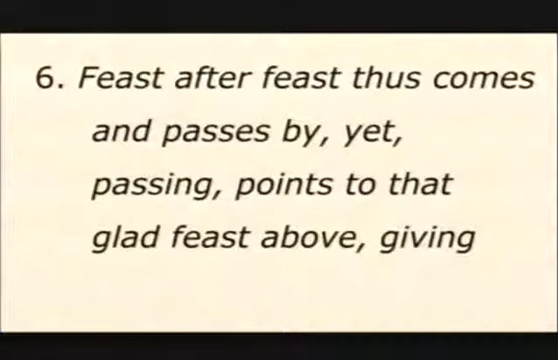 6. Feast after feast thus comes
and passes by, yet,
passing, points to that
glad feast above, giving